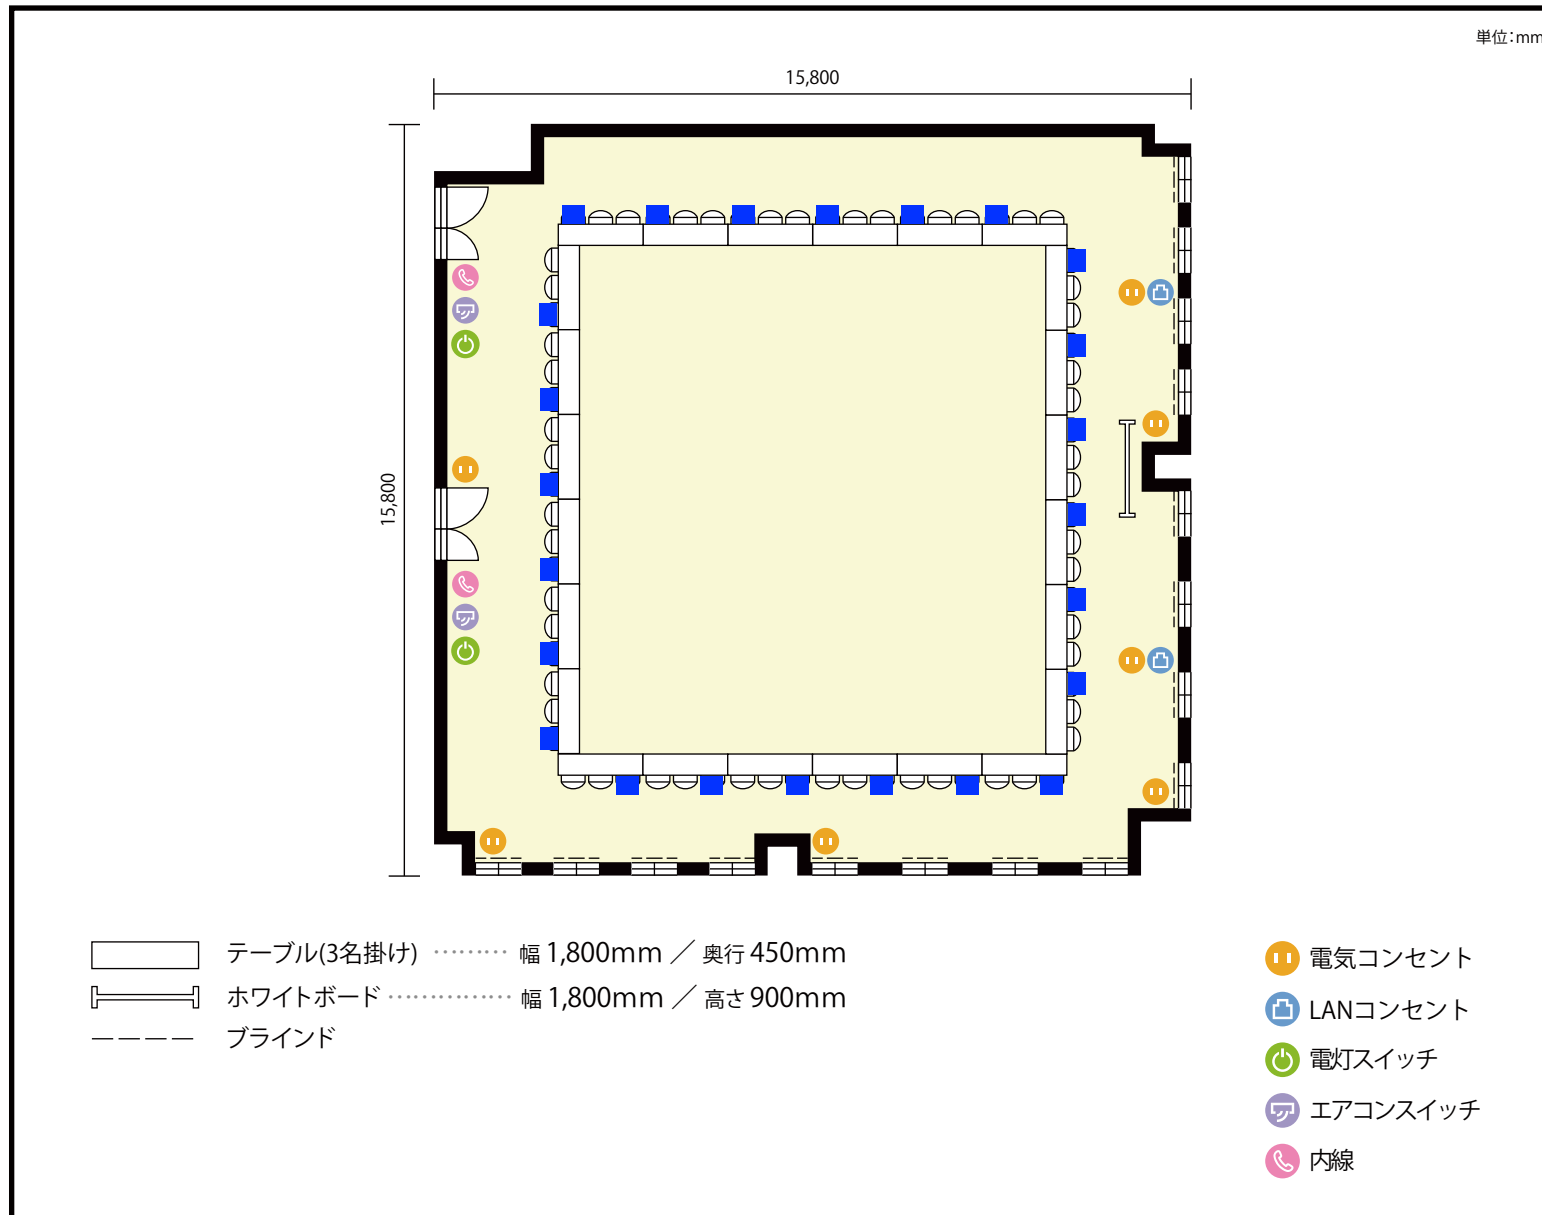 単位：mm
15,800
15,800
テーブル(3名掛け) ‥‥‥‥ 幅 1,800mm ／ 奥行 450mm
ホワイトボード ‥‥‥‥‥‥‥ 幅 1,800mm ／ 高さ 900mm
ブラインド
電気コンセント
LANコンセント
電灯スイッチ
エアコンスイッチ
内線